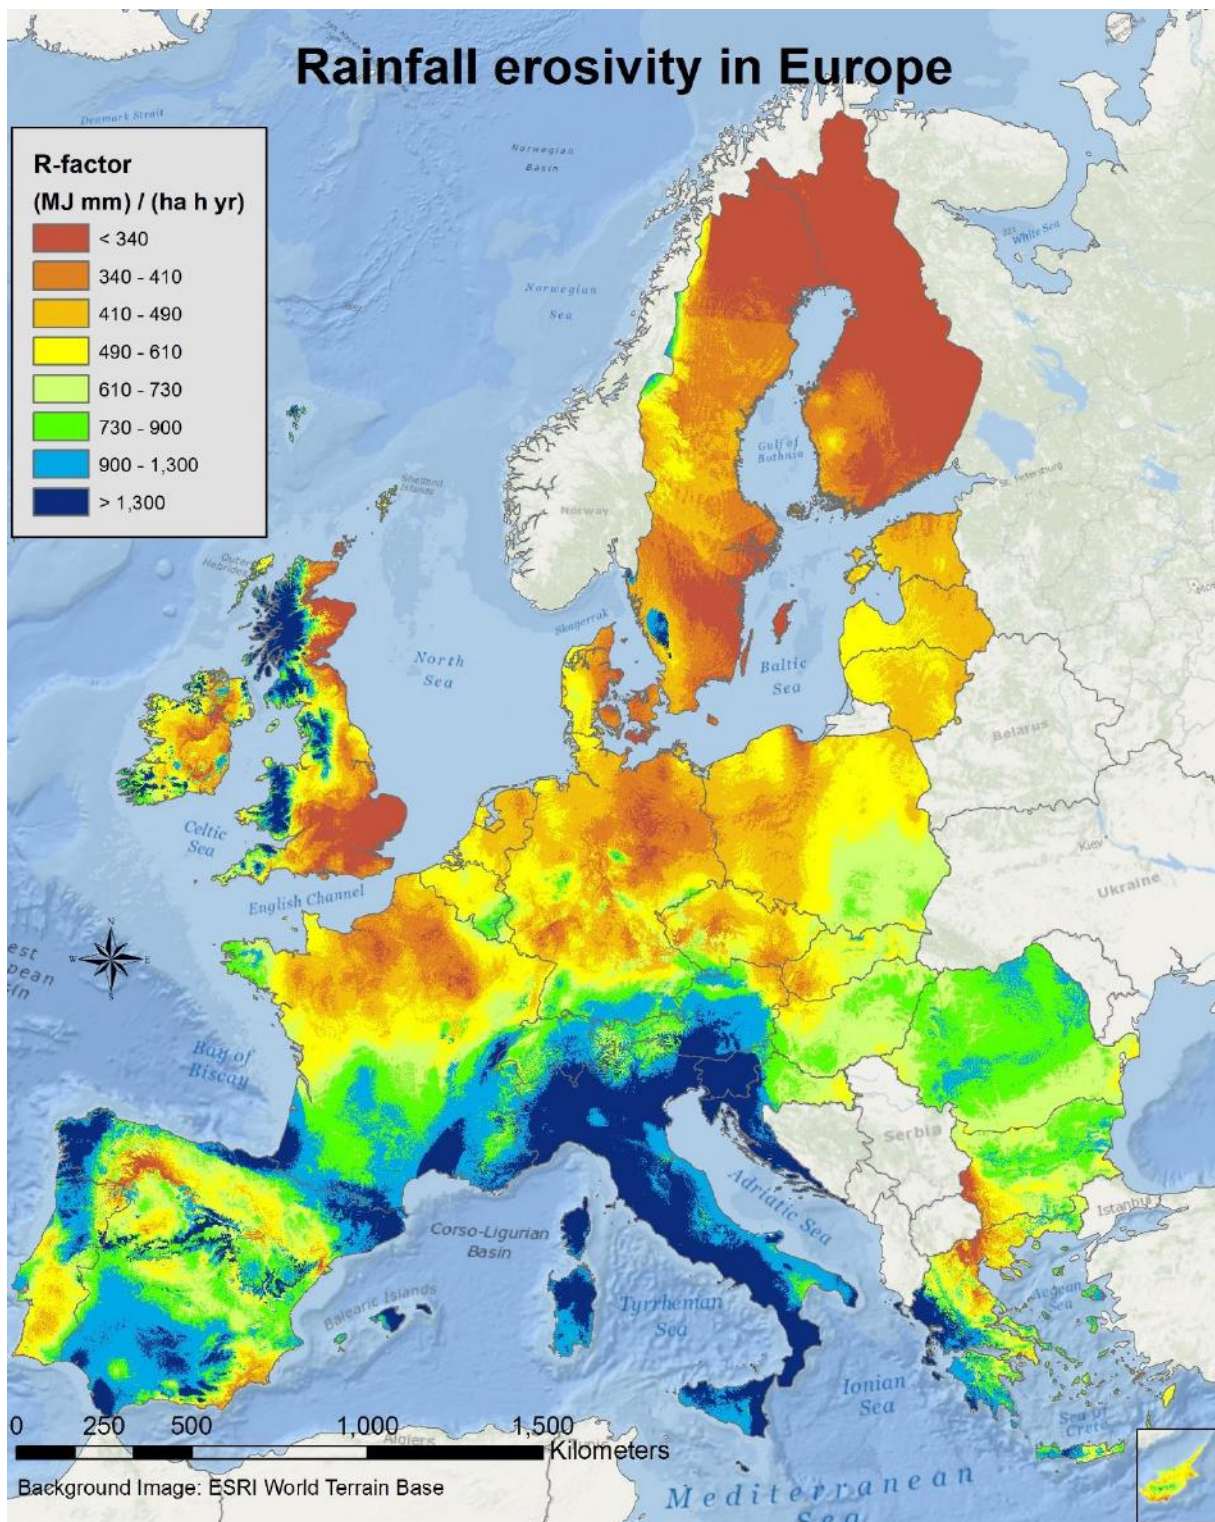 Rainfall erosivity in Europe
Denmark Strait
Norwegian
Basin
R-factor
(MJ mm) / (ha h yr)
< 340
340 - 410
410 - 490
490 - 610
610 - 730
730 - 900
900 - 1,300
> 1,300
White Sea
Norwegian
Sea
Gulf of
Bothnia
Shetland
Islands
St. Petersburg
Norway
Outer
Hebrides
Skagerrak
North
Sea
Baltic
Sea
Belarus
Celtic
Sea
Kiev
Ukraine
English Channel
N
W
E
S
Bay of
Biscay
Serbia
Adriatic Sea
Istanbul
Corso-Ligurian
Basin
Balearic Islands
Tyrrhenian
Sea
Aegean
Sea
Ionian
Sea
Sea of
Crete
0 250 500 1,000 1,500
Kilometers
Algiers
Background Image: ESRI World Terrain Base
Mediterranean
Sea